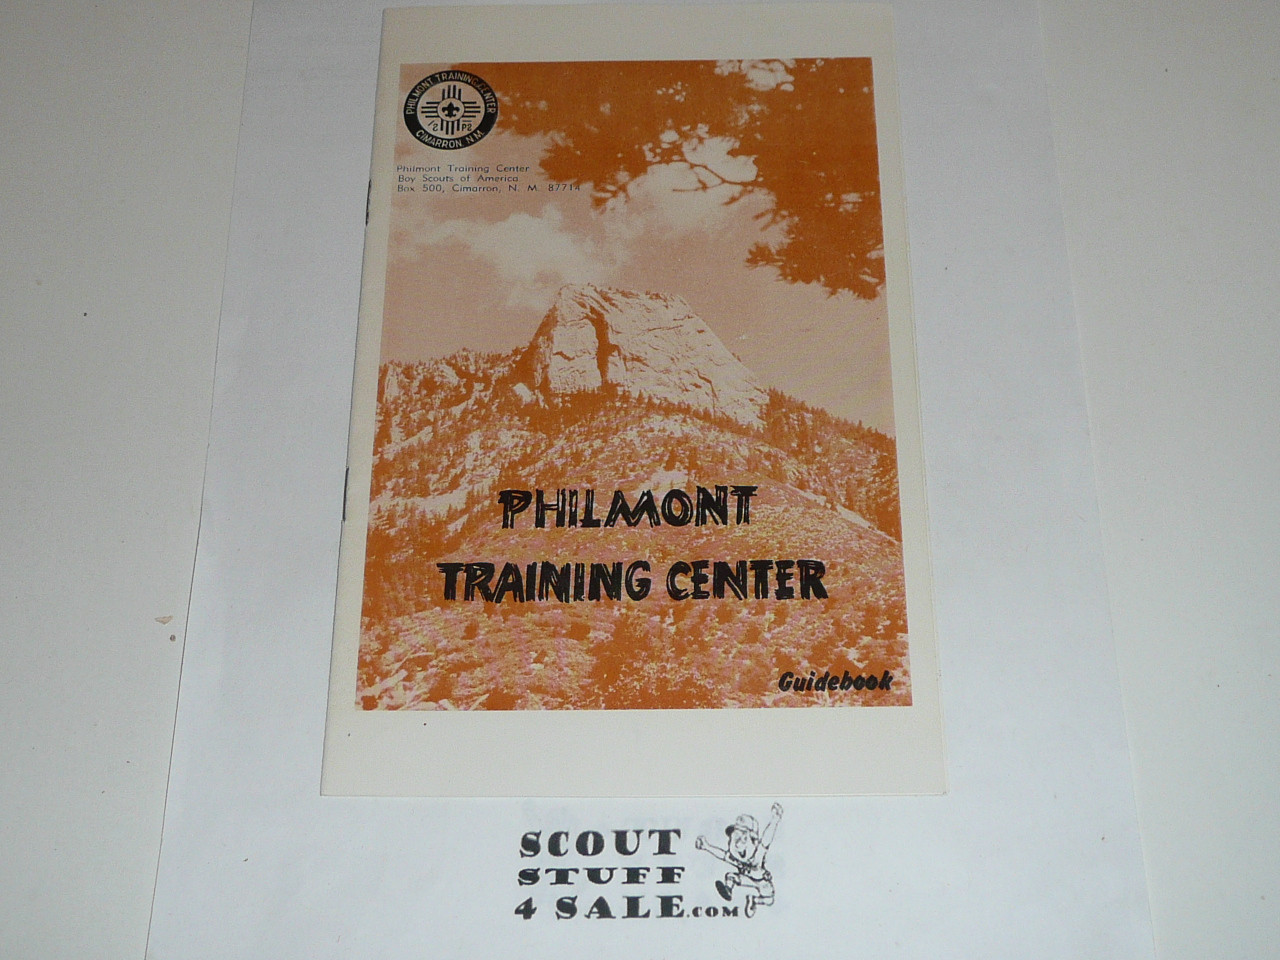 PHILMONT TRAINING CENTER
CIMARRON, N.M.
Philmont Training Center
Boy Scouts of America
Box 500, Cimarron, N. M. 87714
PHILMONT
TRAINING CENTER
Guidebook
SCOUT
STUFF
4 SALE.COM